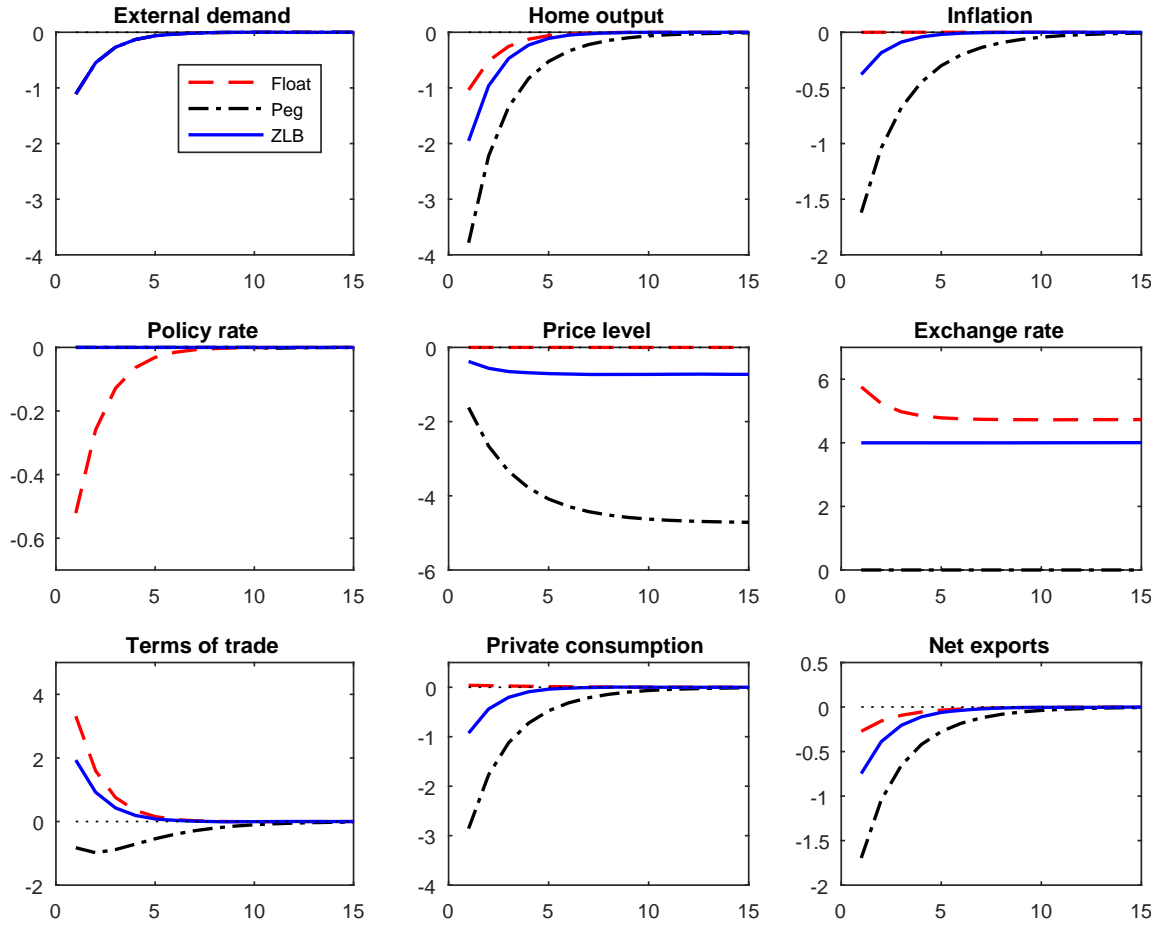 External demand
0
-1
-2
-3
-4
0 5 10 15
Float
Peg
ZLB
Home output
0
-1
-2
-3
-4
0 5 10 15
Inflation
0
-0.5
-1
-1.5
-2
0 5 10 15
Policy rate
0
-0.2
-0.4
-0.6
0 5 10 15
Price level
0
-2
-4
-6
0 5 10 15
Exchange rate
6
4
2
0
0 5 10 15
Terms of trade
4
2
0
-2
0 5 10 15
Private consumption
0
-1
-2
-3
-4
0 5 10 15
Net exports
0.5
0
-0.5
-1
-1.5
-2
0 5 10 15